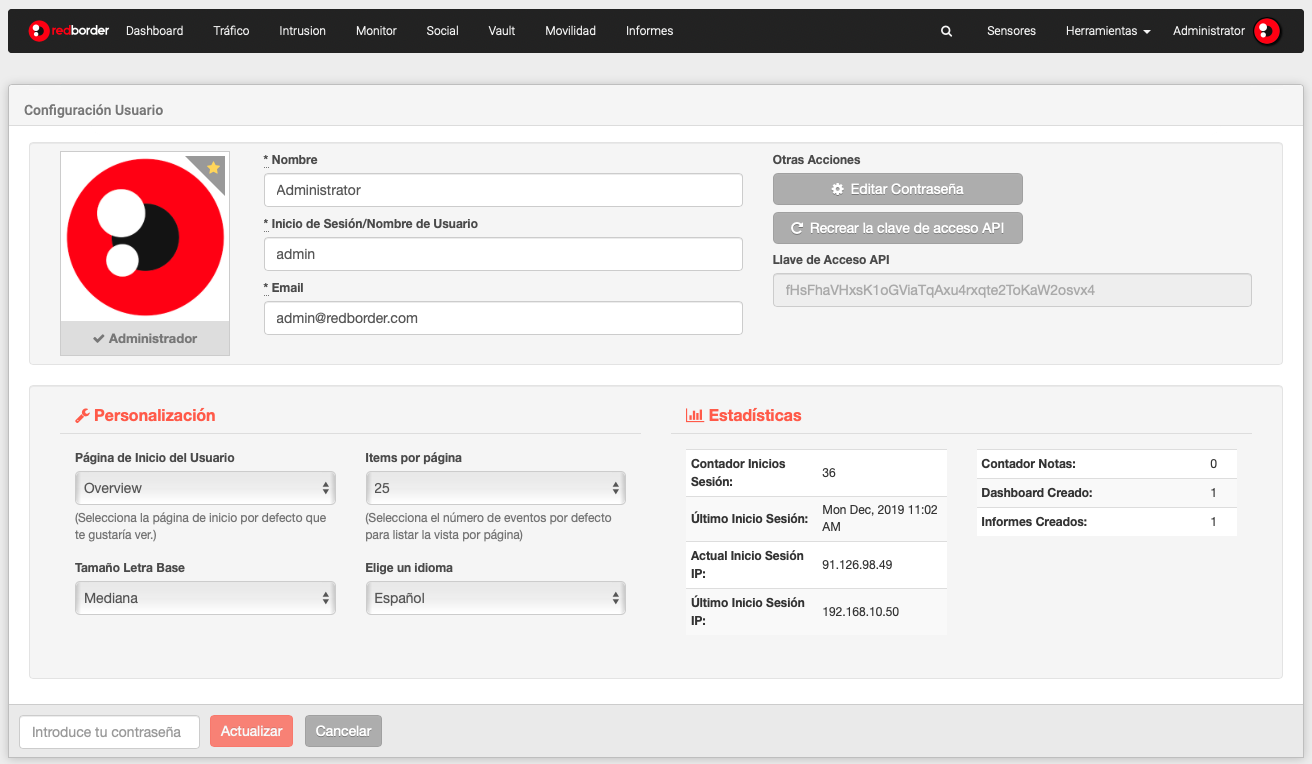 redborder Dashboard Tráfico Intrusion Monitor Social Vault Movilidad Informes Sensores Herramientas Administrator
Configuración Usuario
Administrador
* Nombre
Administrator
* Inicio de Sesión/Nombre de Usuario
admin
* Email
admin@redborder.com
Otras Acciones
Editar Contraseña
Recrear la clave de acceso API
Llave de Acceso API
fHsFhaVHxsK1oGViaTqAxu4rxqte2ToKaW2osvx4
Personalización
Página de Inicio del Usuario
Overview
(Selecciona la página de inicio por defecto que
te gustaría ver.)
Items por página
25
(Selecciona el número de eventos por defecto
para listar la vista por página)
Tamaño Letra Base
Mediana
Elige un idioma
Español
Estadísticas
Contador Inicios
Sesión:
36
Último Inicio Sesión:
Mon Dec, 2019 11:02
AM
Actual Inicio Sesión
IP:
91.126.98.49
Último Inicio Sesión
IP:
192.168.10.50
Contador Notas: 0
Dashboard Creado: 1
Informes Creados: 1
Introduce tu contraseña Actualizar Cancelar